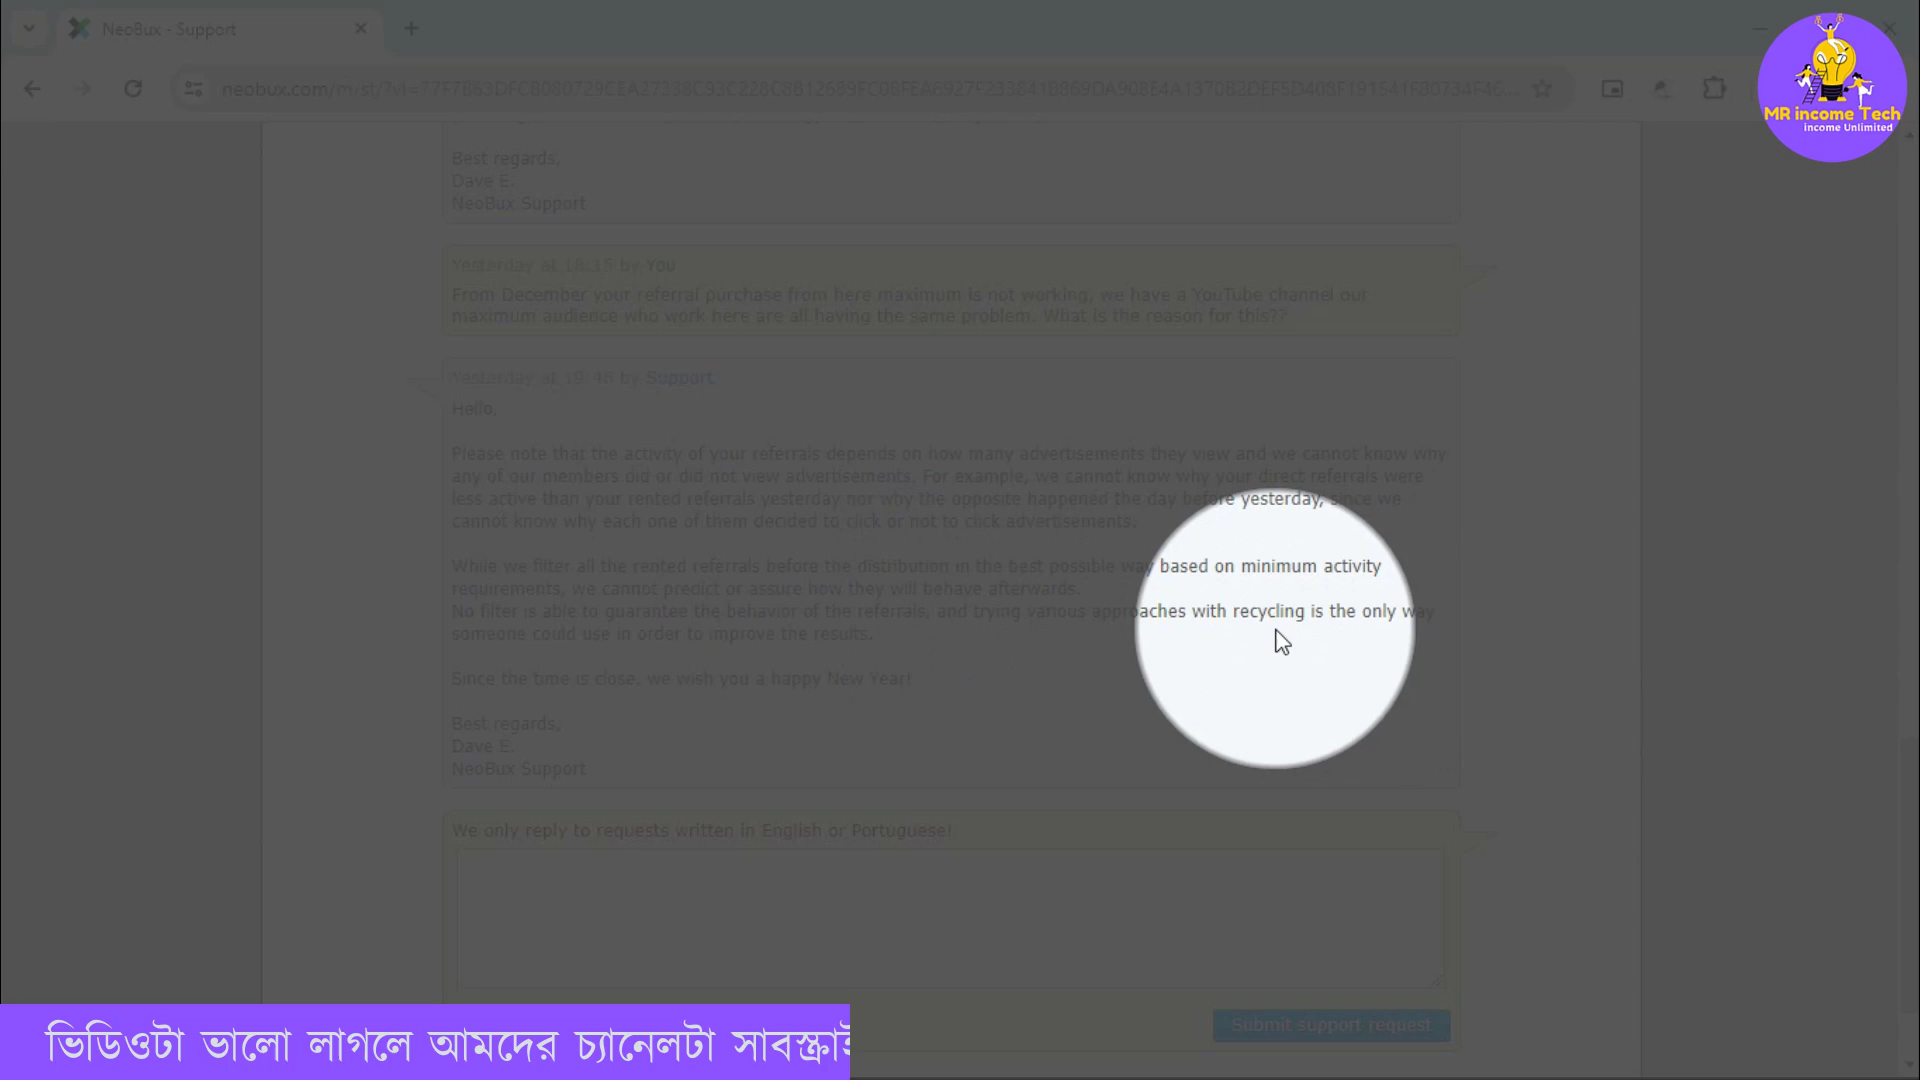 NeoBux - Support
MR income Tech
income Unlimited
Best regards,
Dave E.
NeoBux Support
Yesterday at 18:15 by You
From December your referral purchase from here maximum is not working, we have a YouTube channel our
maximum audience who work here are all having the same problem. What is the reason for this??
Yesterday at 19:46 by Support
Hello,
Please note that the activity of your referrals depends on how many advertisements they view and we cannot know why
any of our members did or did not view advertisements. For example, we cannot know why your direct referrals were
less active than your rented referrals yesterday nor why the opposite happened the day before yesterday, since we
cannot know why each one of them decided to click or not to click advertisements.
While we filter all the rented referrals before the distribution in the best possible way based on minimum activity
requirements, we cannot predict or assure how they will behave afterwards.
No filter is able to guarantee the behavior of the referrals, and trying various approaches with recycling is the only way
someone could use in order to improve the results.
Since the time is close, we wish you a happy New Year!
Best regards,
Dave E.
NeoBux Support
We only reply to requests written in English or Portuguese!
Submit support request
ভিডিওটা ভালো লাগলে আমদের চ্যানেলটা